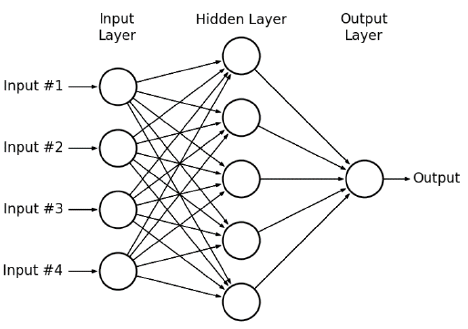 Input
Layer
Hidden Layer
Output
Layer
Input #1
Input #2
Input #3
Input #4
Output